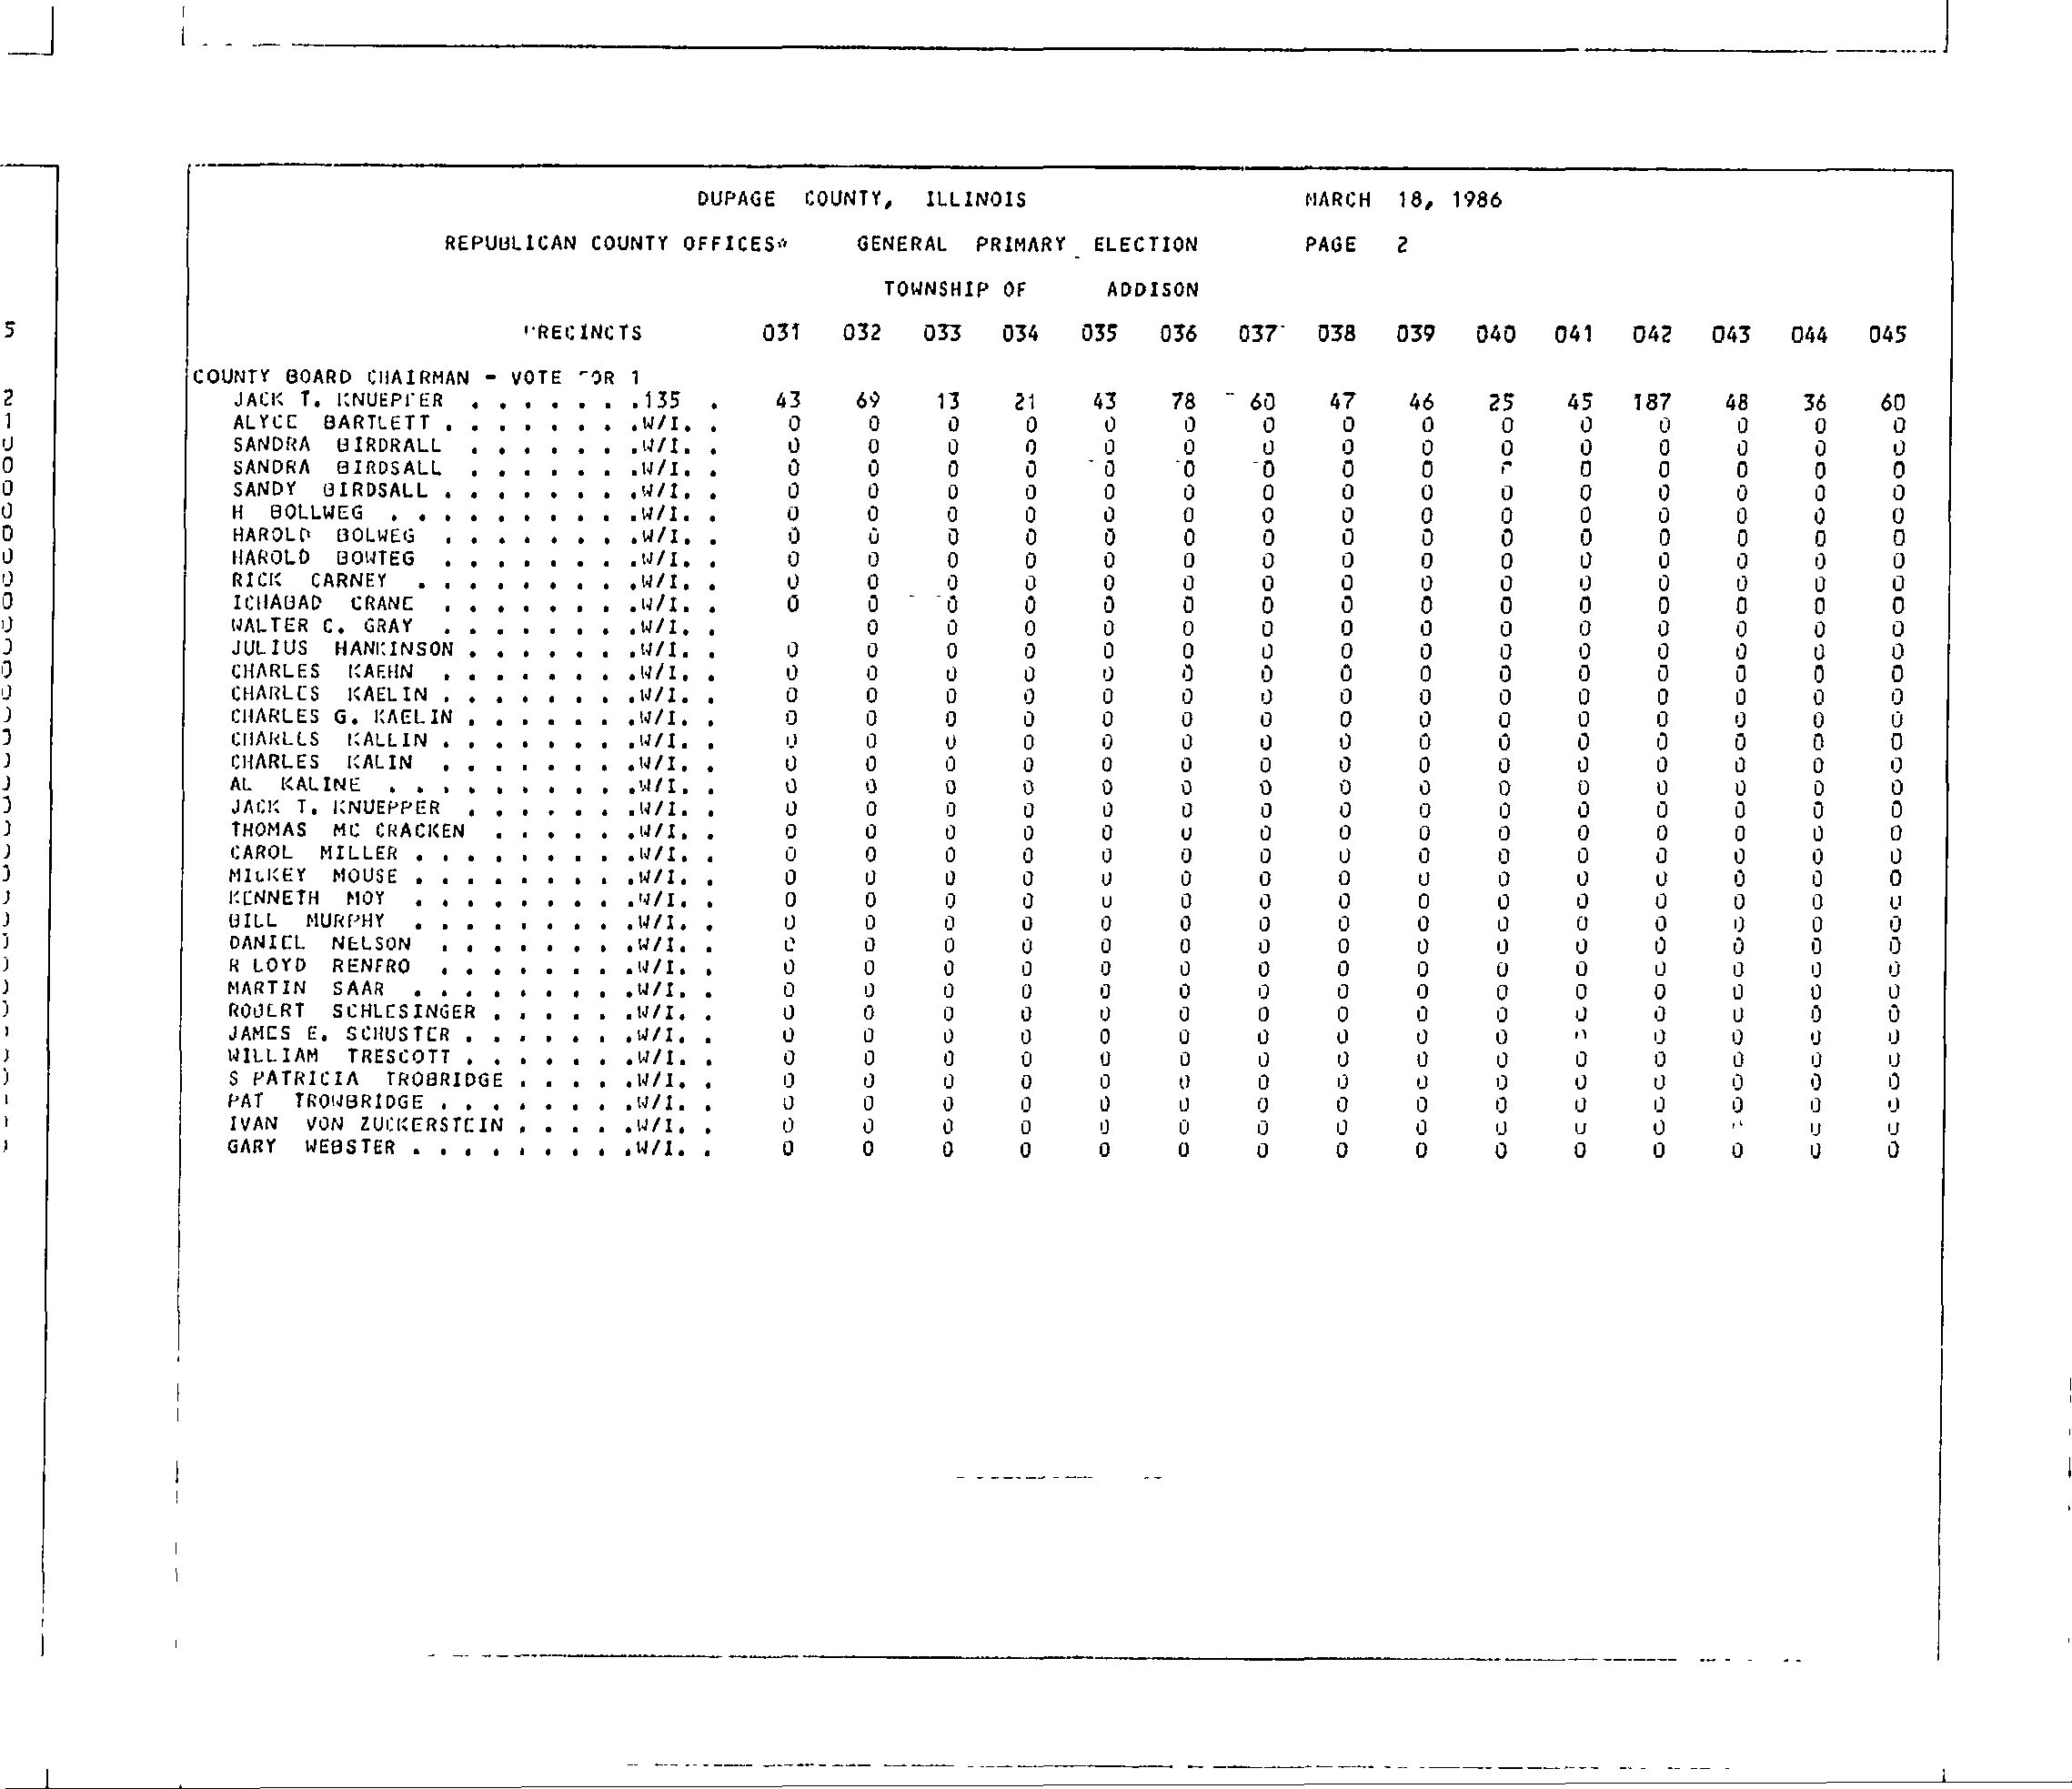 DUPAGE COUNTY, ILLINOIS MARCH 18, 1986
REPUBLICAN COUNTY OFFICES* GENERAL PRIMARY ELECTION PAGE 2
TOWNSHIP OF ADDISON
PRECINCTS 031 032 033 034 035 036 037 038 039 040 041 042 043 044 045
COUNTY BOARD CHAIRMAN - VOTE FOR 1
JACK T. KNUEPFER . . . . . . .135 . 43 69 13 21 43 78 60 47 46 25 45 187 48 36 60
ALYCE BARTLETT . . . . . . . .W/I. . 0 0 0 0 0 0 0 0 0 0 0 0 0 0 0
SANDRA BIRDRALL . . . . . . .W/I. . 0 0 0 0 0 0 0 0 0 0 0 0 0 0 0
SANDRA BIRDSALL . . . . . . .W/I. . 0 0 0 0 0 0 0 0 0 0 0 0 0 0
SANDY BIRDSALL . . . . . . . .W/I. . 0 0 0 0 0 0 0 0 0 0 0 0 0 0 0
H BOLLWEG . . . . . . . . . .W/I. . 0 0 0 0 0 0 0 0 0 0 0 0 0 0 0
HAROLD BOLWEG . . . . . . . .W/I. . 0 0 0 0 0 0 0 0 0 0 0 0 0 0 0
HAROLD BOWTEG . . . . . . . .W/I. . 0 0 0 0 0 0 0 0 0 0 0 0 0 0 0
RICK CARNEY . . . . . . . . .W/I. . 0 0 0 0 0 0 0 0 0 0 0 0 0 0 0
ICHABAD CRANE . . . . . . . .W/I. . 0 0 0 0 0 0 0 0 0 0 0 0 0 0 0
WALTER C. GRAY . . . . . . . .W/I. . 0 0 0 0 0 0 0 0 0 0 0 0 0 0
JULIUS HANKINSON . . . . . . .W/I. . 0 0 0 0 0 0 0 0 0 0 0 0 0 0 0
CHARLES KAEHN . . . . . . . .W/I. . 0 0 0 0 0 0 0 0 0 0 0 0 0 0 0
CHARLES KAELIN . . . . . . . .W/I. . 0 0 0 0 0 0 0 0 0 0 0 0 0 0 0
CHARLES G. KAELIN . . . . . . .W/I. . 0 0 0 0 0 0 0 0 0 0 0 0 0 0 0
CHARLES KALLIN . . . . . . . .W/I. . 0 0 0 0 0 0 0 0 0 0 0 0 0 0 0
CHARLES KALIN . . . . . . . .W/I. . 0 0 0 0 0 0 0 0 0 0 0 0 0 0 0
AL KALINE . . . . . . . . . .W/I. . 0 0 0 0 0 0 0 0 0 0 0 0 0 0 0
JACK T. KNUEPPER . . . . . . .W/I. . 0 0 0 0 0 0 0 0 0 0 0 0 0 0 0
THOMAS MC CRACKEN . . . . . .W/I. . 0 0 0 0 0 0 0 0 0 0 0 0 0 0 0
CAROL MILLER . . . . . . . . .W/I. . 0 0 0 0 0 0 0 0 0 0 0 0 0 0 0
MICKEY MOUSE . . . . . . . . .W/I. . 0 0 0 0 0 0 0 0 0 0 0 0 0 0 0
KENNETH MOY . . . . . . . . .W/I. . 0 0 0 0 0 0 0 0 0 0 0 0 0 0 0
BILL MURPHY . . . . . . . . .W/I. . 0 0 0 0 0 0 0 0 0 0 0 0 0 0 0
DANIEL NELSON . . . . . . . .W/I. . 0 0 0 0 0 0 0 0 0 0 0 0 0 0 0
R LOYD RENFRO . . . . . . . .W/I. . 0 0 0 0 0 0 0 0 0 0 0 0 0 0 0
MARTIN SAAR . . . . . . . . .W/I. . 0 0 0 0 0 0 0 0 0 0 0 0 0 0 0
ROBERT SCHLESINGER . . . . . .W/I. . 0 0 0 0 0 0 0 0 0 0 0 0 0 0 0
JAMES E. SCHUSTER . . . . . . .W/I. . 0 0 0 0 0 0 0 0 0 0 0 0 0 0
WILLIAM TRESCOTT . . . . . . .W/I. . 0 0 0 0 0 0 0 0 0 0 0 0 0 0 0
S PATRICIA TROBRIDGE . . . . .W/I. . 0 0 0 0 0 0 0 0 0 0 0 0 0 0 0
PAT TROWBRIDGE . . . . . . . .W/I. . 0 0 0 0 0 0 0 0 0 0 0 0 0 0 0
IVAN VON ZUCKERSTEIN . . . . .W/I. . 0 0 0 0 0 0 0 0 0 0 0 0 0 0
GARY WEBSTER . . . . . . . . .W/I. . 0 0 0 0 0 0 0 0 0 0 0 0 0 0 0